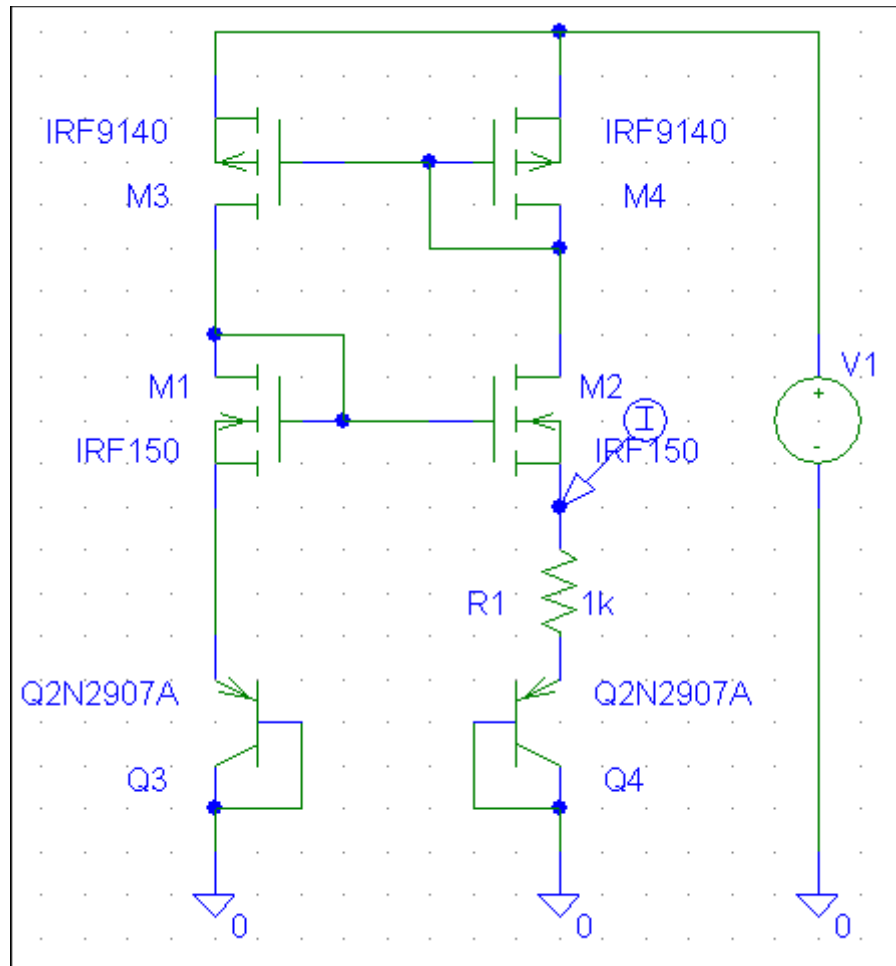 IRF9140
IRF9140
M3
M4
M1
M2
I
V1
+
-
IRF150
IRF150
R1
1k
Q2N2907A
Q2N2907A
Q3
Q4
0
0
0